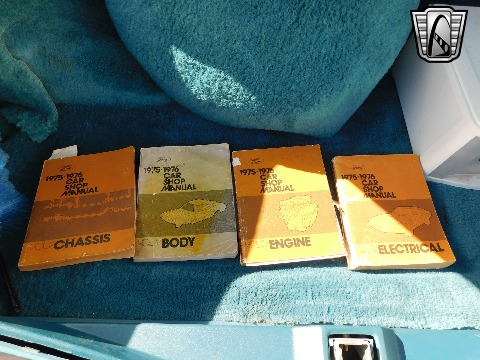 1975-1976
CAR
SHOP
MANUAL
CHASSIS
1975-1976
CAR
SHOP
MANUAL
BODY
1975-1976
CAR
SHOP
MANUAL
ENGINE
1975-1976
CAR
SHOP
MANUAL
ELECTRICAL